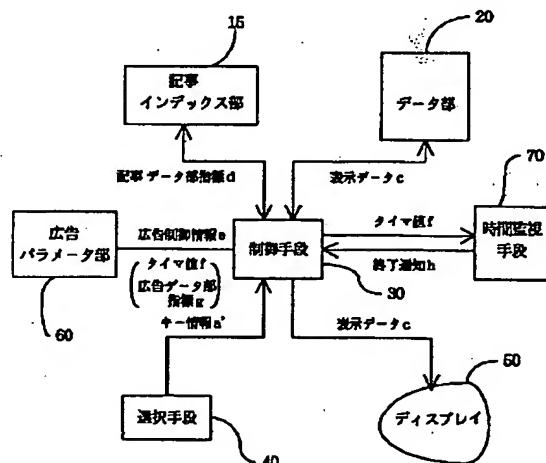 15
記事
インデックス部
20
データ部
70
記事データ部指標d
表示データc
広告
パラメータ部
広告制御情報e
制御手段
タイマ値f
時間監視
手段
終了通知h
タイマ値f
広告データ部
指標g
30
60
キー情報a'
表示データc
50
選択手段
ディスプレイ
40